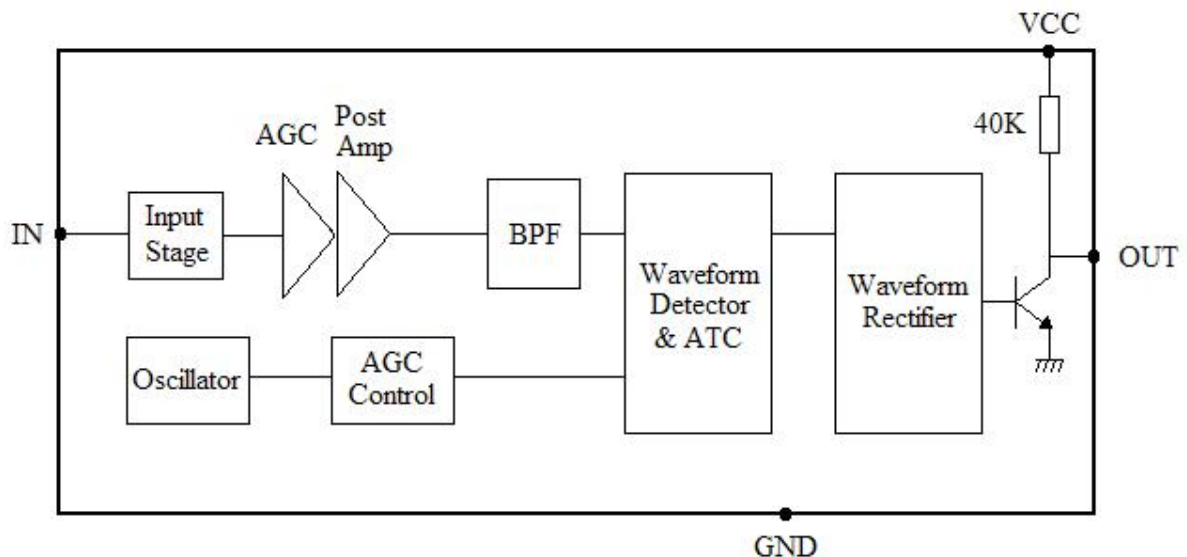 VCC
40K
AGC
Post
Amp
IN
Input
Stage
BPF
Waveform
Detector
& ATC
Waveform
Rectifier
OUT
Oscillator
AGC
Control
GND